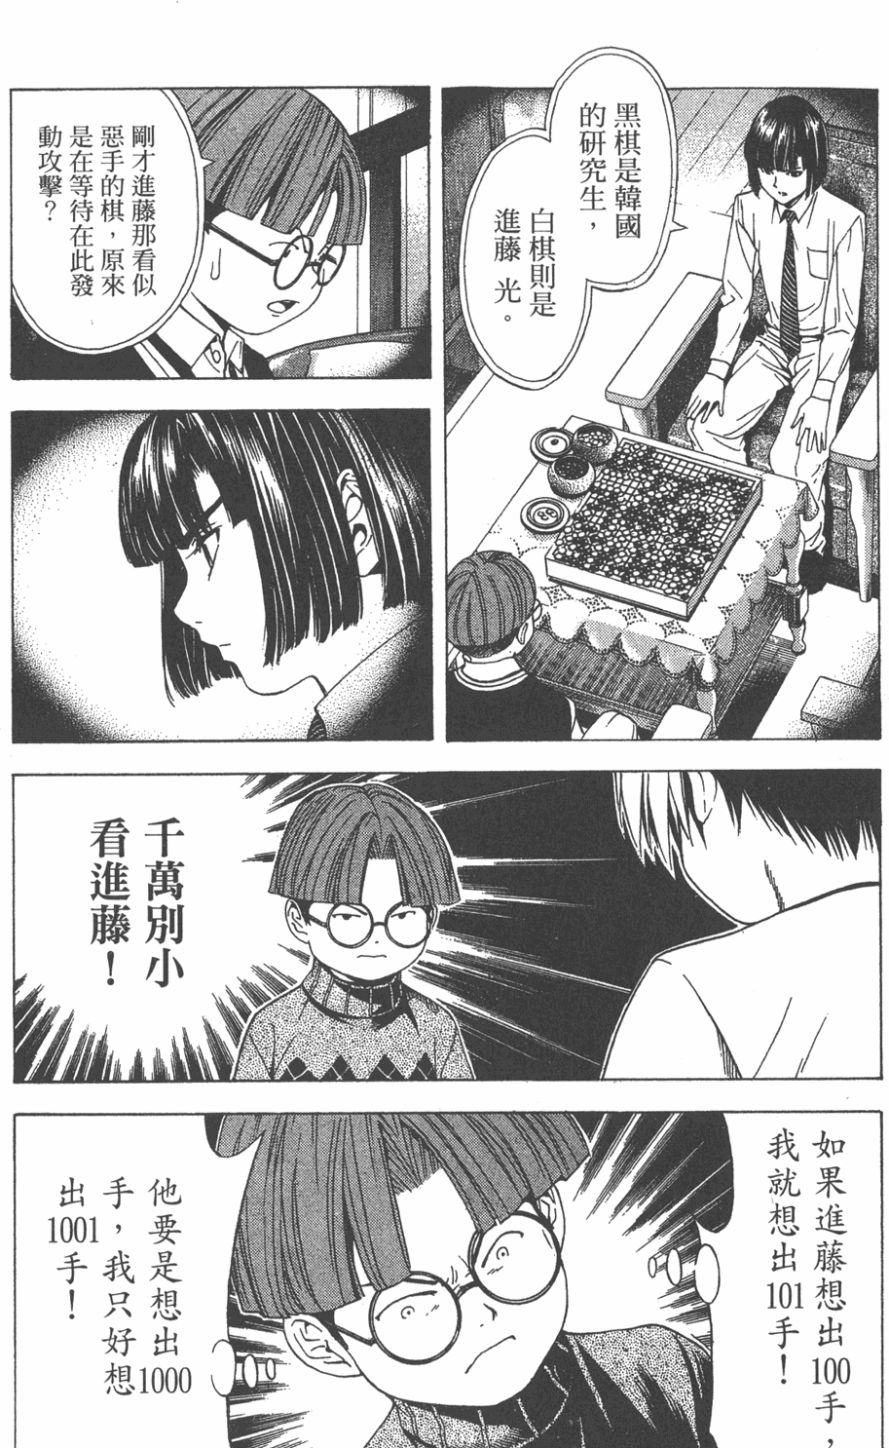 黑棋是韓國
的研究生，
白棋則是
進藤 光。
剛才進藤那看似
惡手的棋，原來
是在等待在此發
動攻擊？
千萬別小
看進藤！
如果進藤想出100手，
我就想出101手！
他要是想出1000
手，我只好想
出1001手！